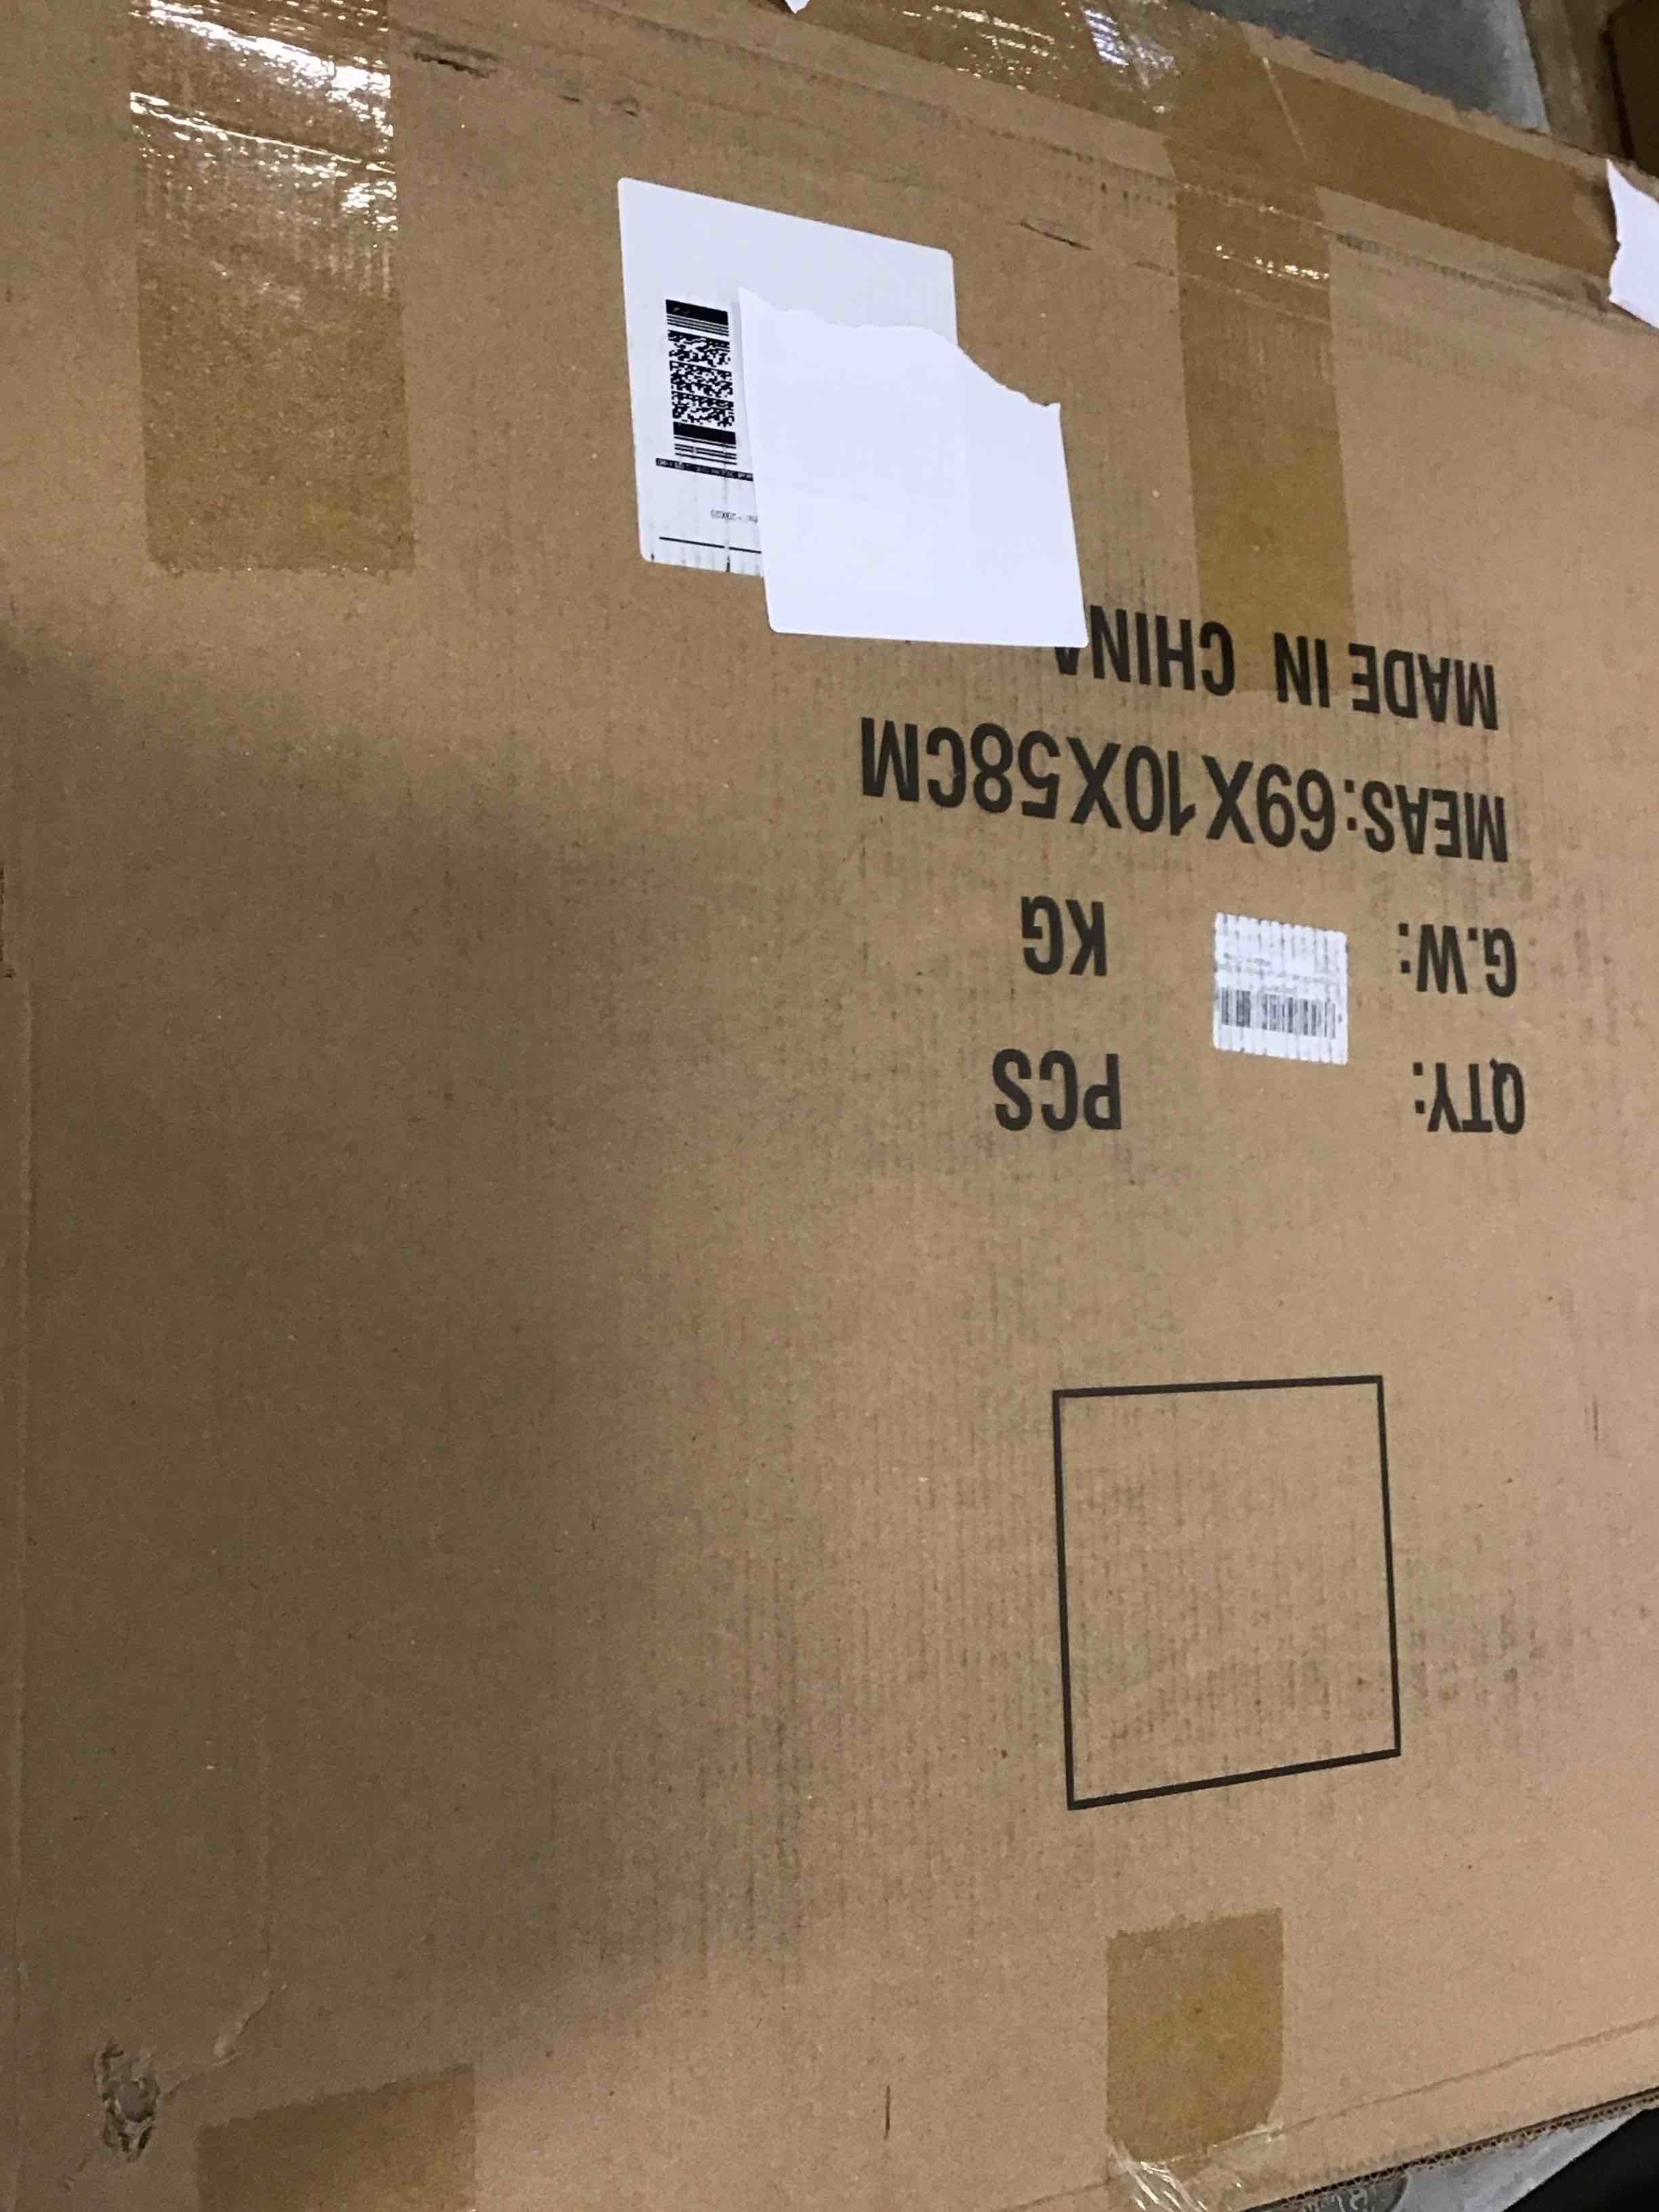 QTY: PCS
G.W: KG
MEAS:69X10X58CM
MADE IN CHINA